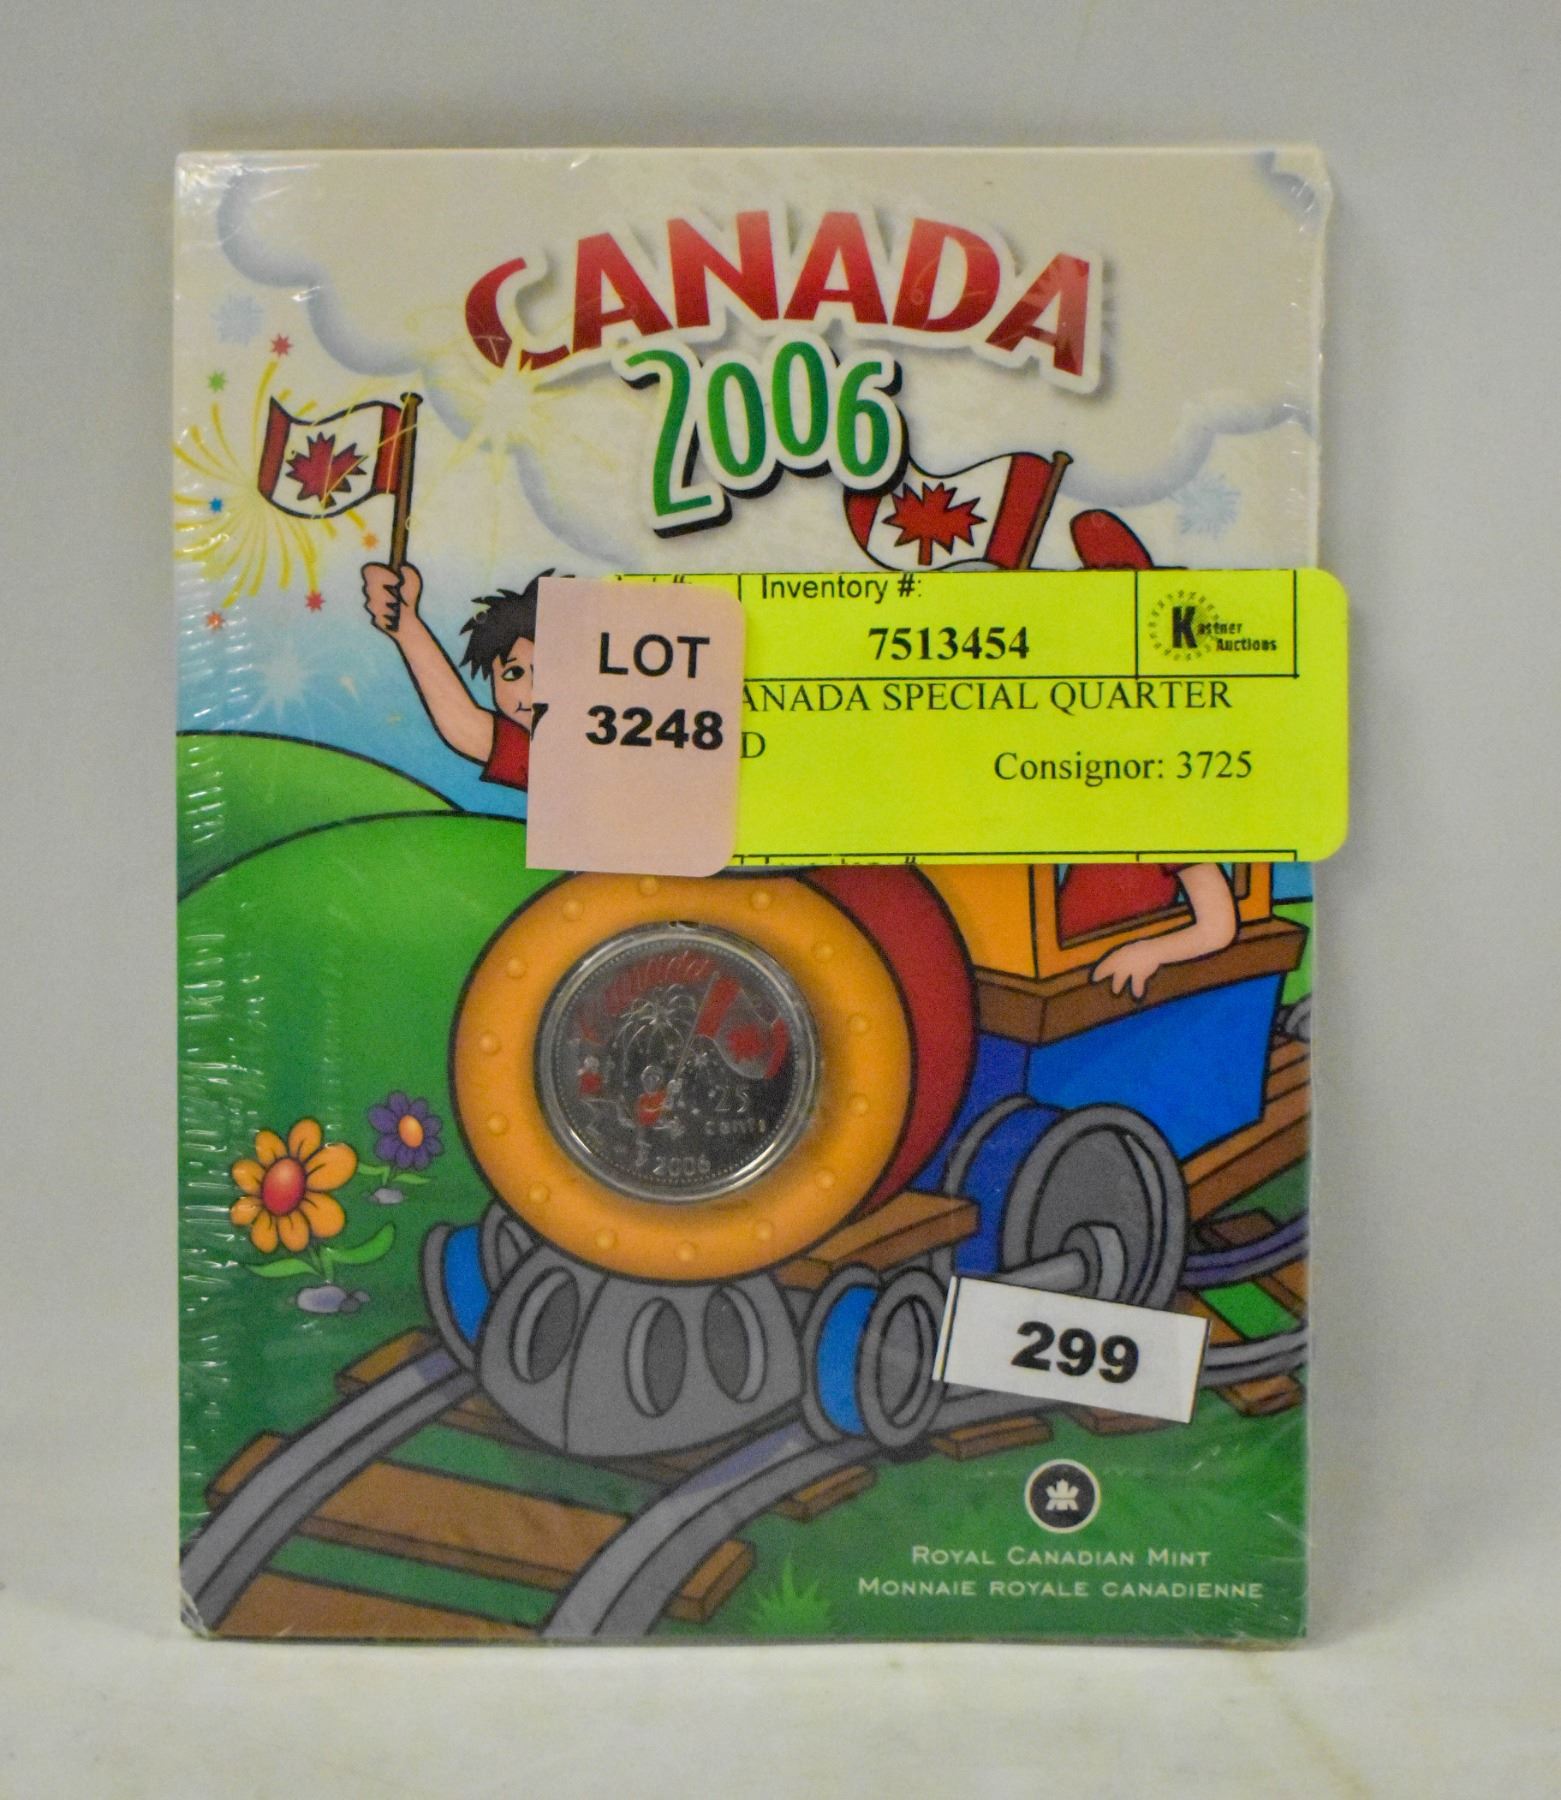 CANADA
2006
Inventory #:
7513454
Kastner
Auctions
LOT
3248
ANADA SPECIAL QUARTER
D
Consignor: 3725
Canada
25
cents
2006
299
ROYAL CANADIAN MINT
MONNAIE ROYALE CANADIENNE